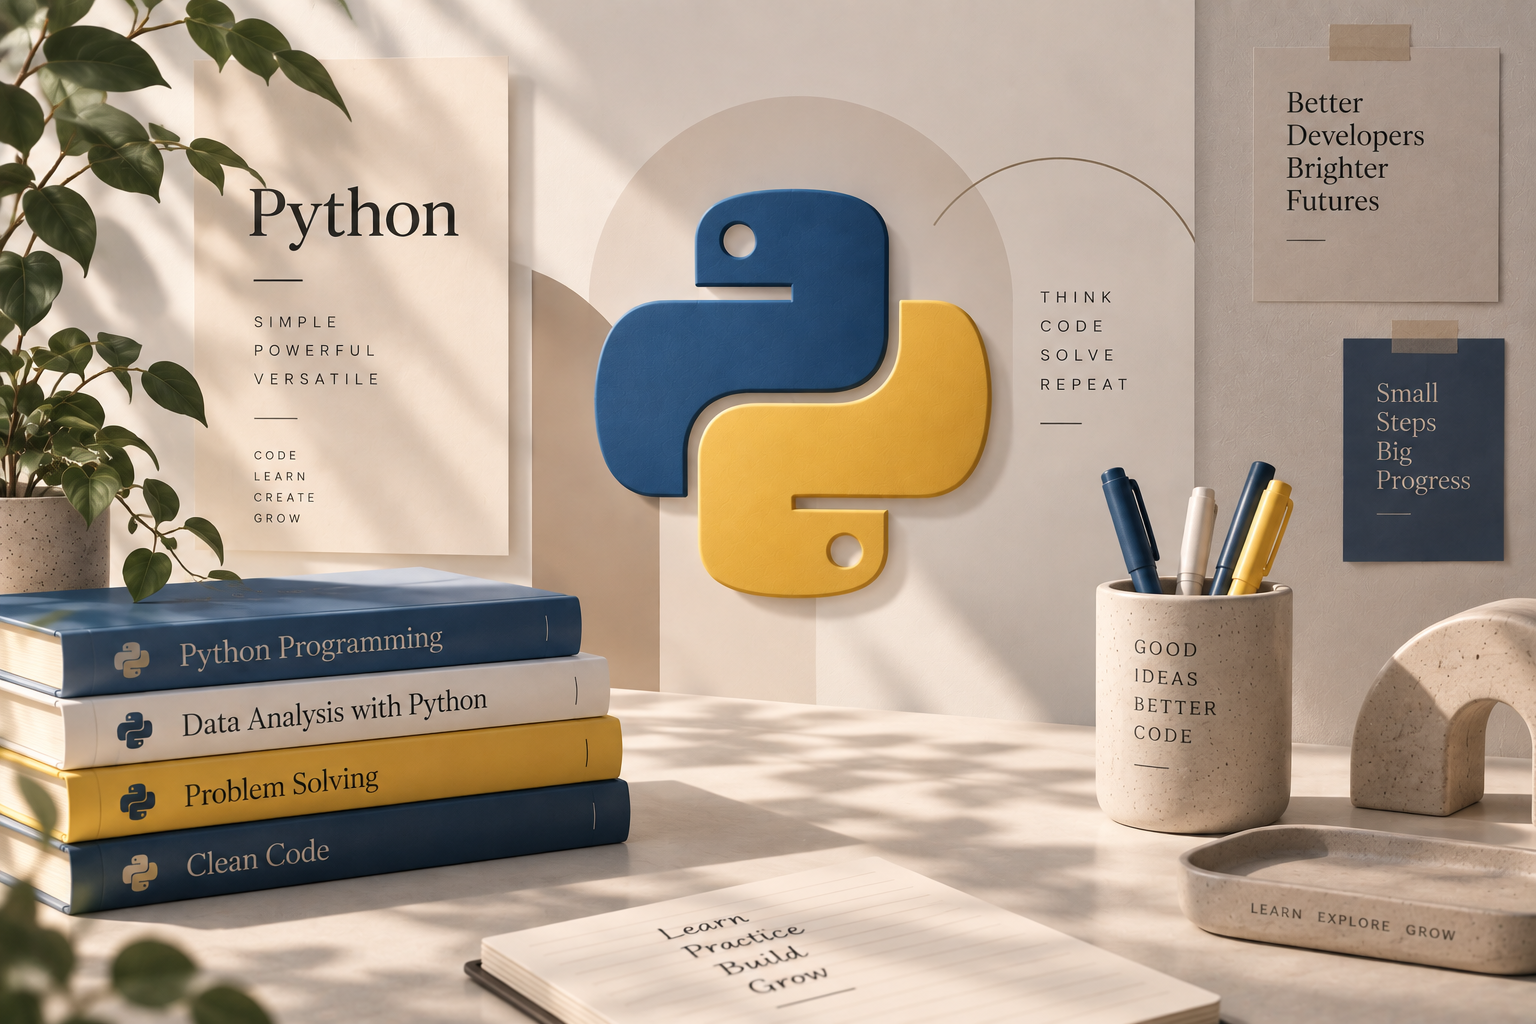 Python
SIMPLE
POWERFUL
VERSATILE
CODE
LEARN
CREATE
GROW
THINK
CODE
SOLVE
REPEAT
Better
Developers
Brighter
Futures
Small
Steps
Big
Progress
GOOD
IDEAS
BETTER
CODE
Python Programming
Data Analysis with Python
Problem Solving
Clean Code
LEARN EXPLORE GROW
Learn
Practice
Build
Grow